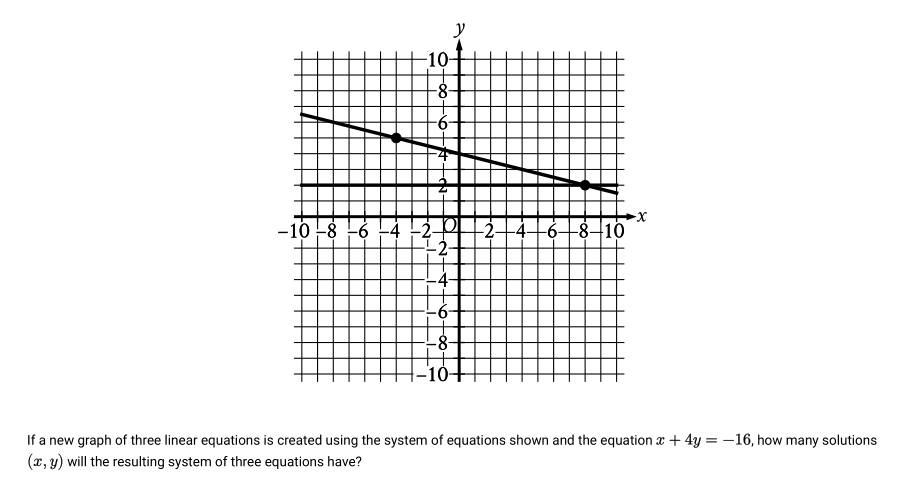 y
10
8
6
4
2
-10 -8 -6 -4 -2 O 2 4 6 8 10 x
-2
-4
-6
-8
-10
If a new graph of three linear equations is created using the system of equations shown and the equation x + 4y = −16, how many solutions
(x, y) will the resulting system of three equations have?